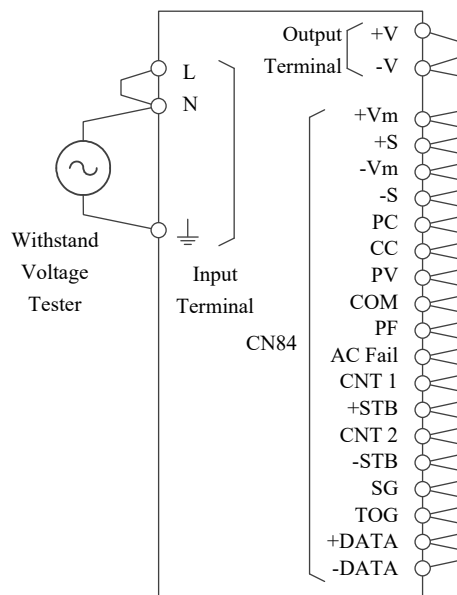 Output
Terminal
+V
-V
L
N
Withstand
Voltage
Tester
Input
Terminal
CN84
+Vm
+S
-Vm
-S
PC
CC
PV
COM
PF
AC Fail
CNT 1
+STB
CNT 2
-STB
SG
TOG
+DATA
-DATA